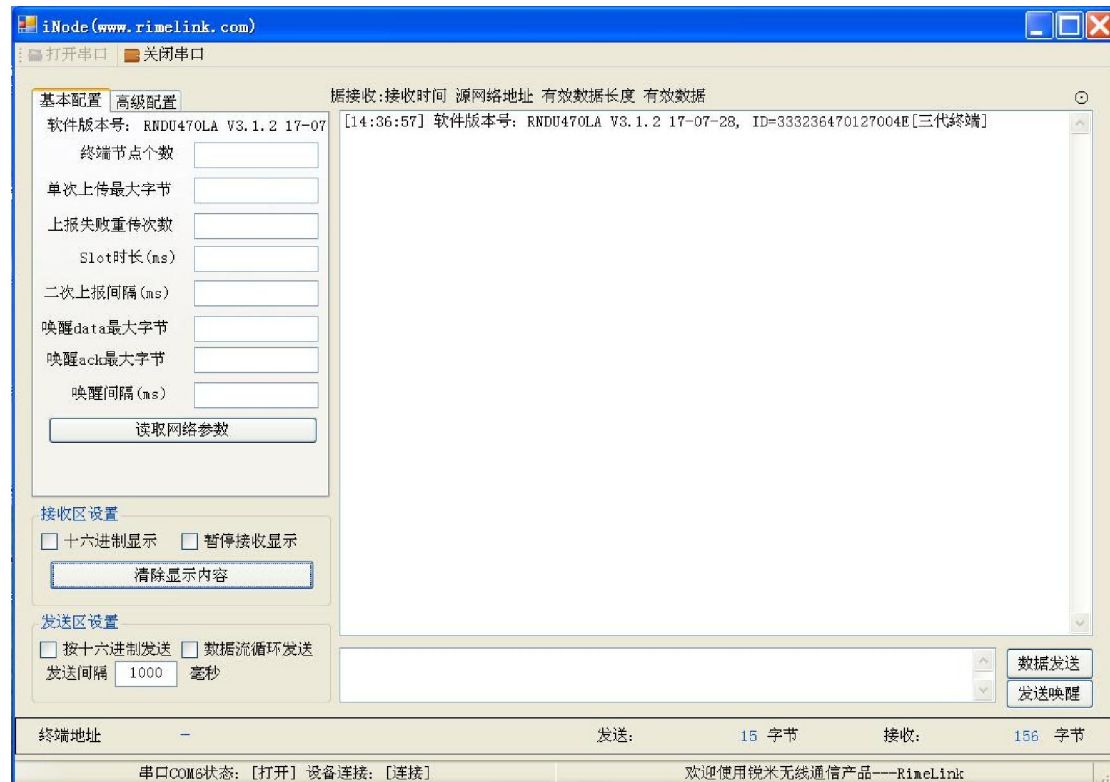 iNode(www.rimelink.com)
打开串口 关闭串口
基本配置 高级配置
据接收:接收时间 源网络地址 有效数据长度 有效数据
软件版本号: RNDU470LA V3.1.2 17-07
[14:36:57] 软件版本号: RNDU470LA V3.1.2 17-07-28, ID=333236470127004E[三代终端]
终端节点个数
单次上传最大字节
上报失败重传次数
Slot时长(ms)
二次上报间隔(ms)
唤醒data最大字节
唤醒ack最大字节
唤醒间隔(ms)
读取网络参数
接收区设置
十六进制显示 暂停接收显示
清除显示内容
发送区设置
按十六进制发送 数据流循环发送
发送间隔 1000 毫秒
数据发送
发送唤醒
终端地址 - 发送: 15 字节 接收: 156 字节
串口COM6状态: [打开] 设备连接: [连接] 欢迎使用锐米无线通信产品---RimeLink